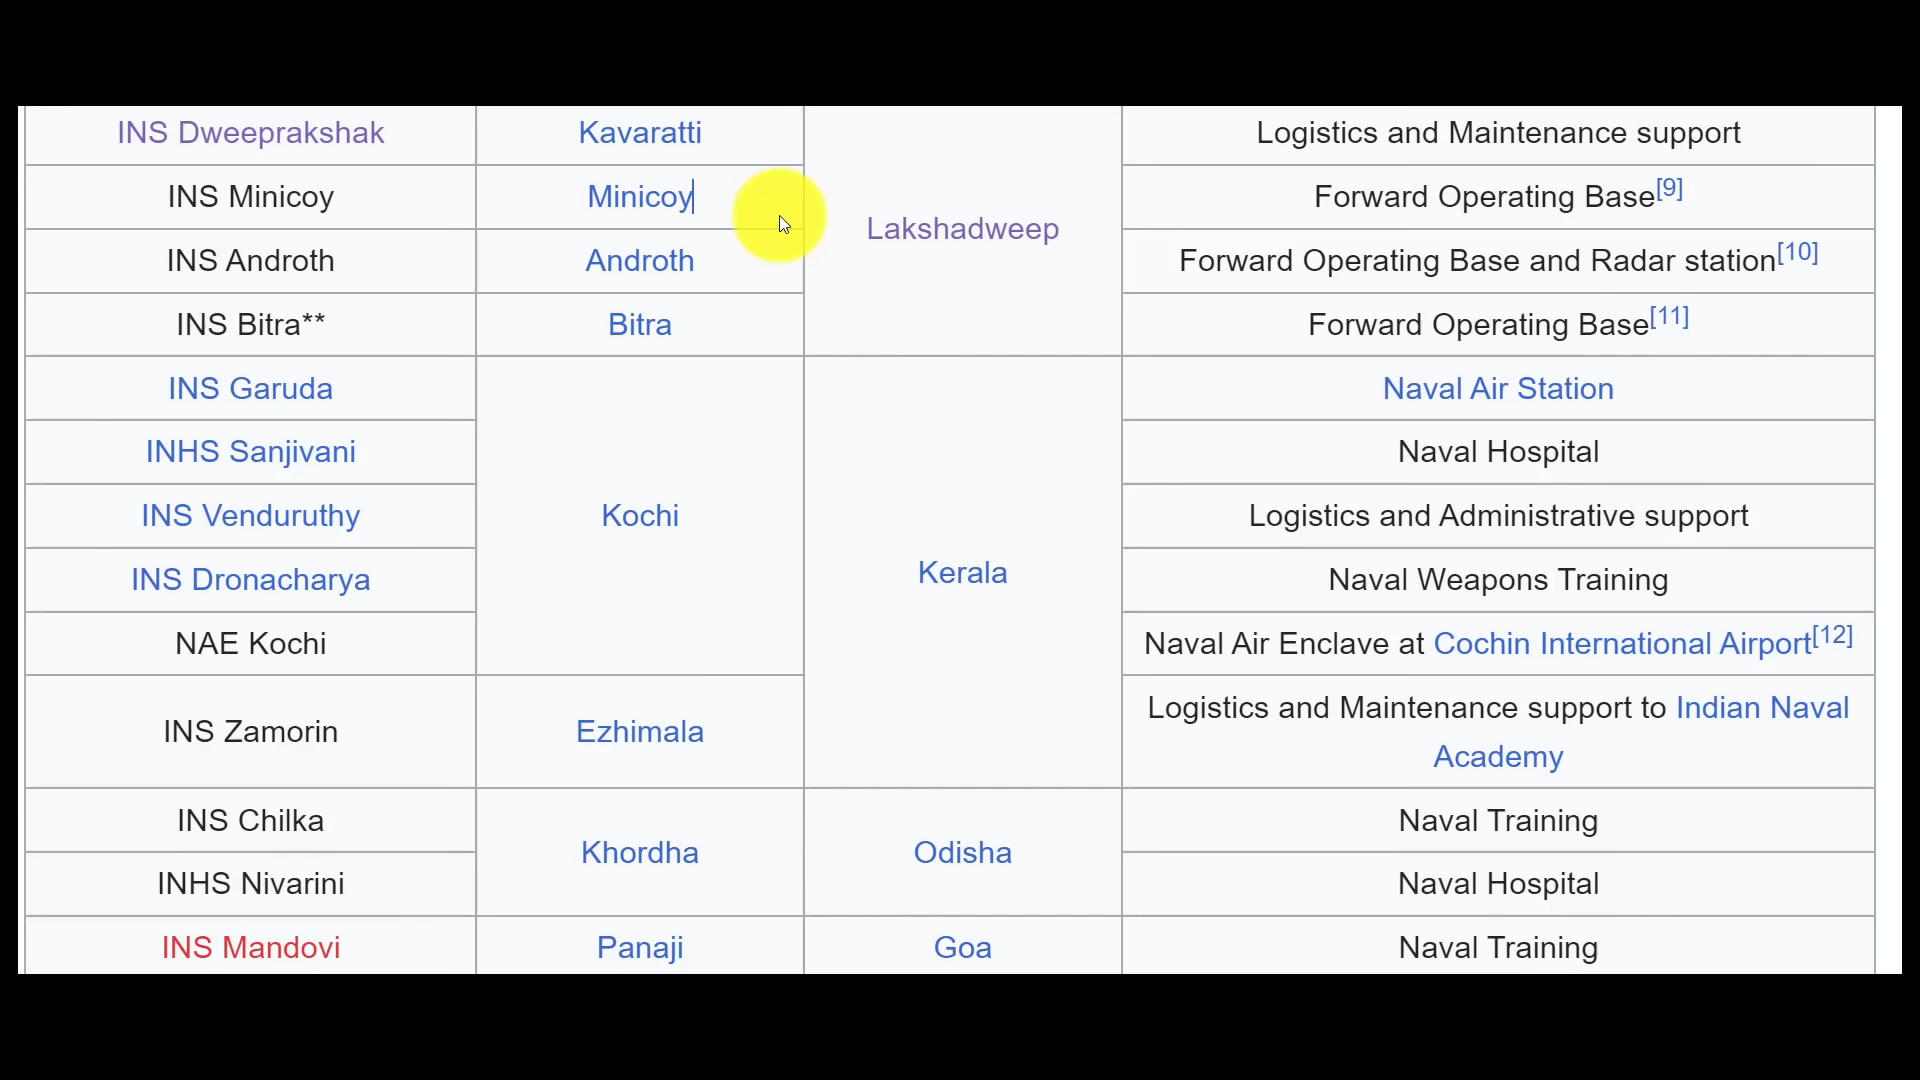 INS Dweeprakshak Kavaratti Logistics and Maintenance support
INS Minicoy Minicoy Forward Operating Base[9]
Lakshadweep
INS Androth Androth Forward Operating Base and Radar station[10]
INS Bitra** Bitra Forward Operating Base[11]
INS Garuda Naval Air Station
INHS Sanjivani Naval Hospital
INS Venduruthy Kochi Logistics and Administrative support
INS Dronacharya Kerala Naval Weapons Training
NAE Kochi Naval Air Enclave at Cochin International Airport[12]
INS Zamorin Ezhimala Logistics and Maintenance support to Indian Naval
Academy
INS Chilka Naval Training
Khordha Odisha
INHS Nivarini Naval Hospital
INS Mandovi Panaji Goa Naval Training